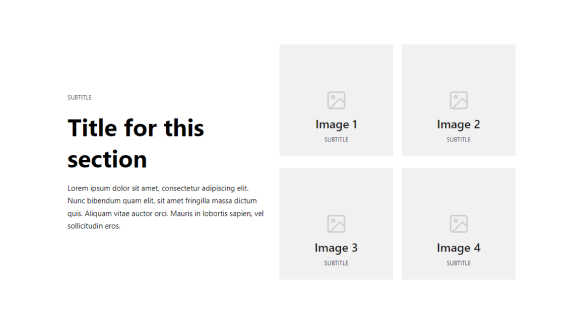 SUBTITLE
Title for this
section
Lorem ipsum dolor sit amet, consectetur adipiscing elit.
Nunc bibendum quam elit, sit amet fringilla massa dictum
quis. Aliquam vitae auctor orci. Mauris in lobortis sapien, vel
sollicitudin eros.
Image 1
SUBTITLE
Image 2
SUBTITLE
Image 3
SUBTITLE
Image 4
SUBTITLE